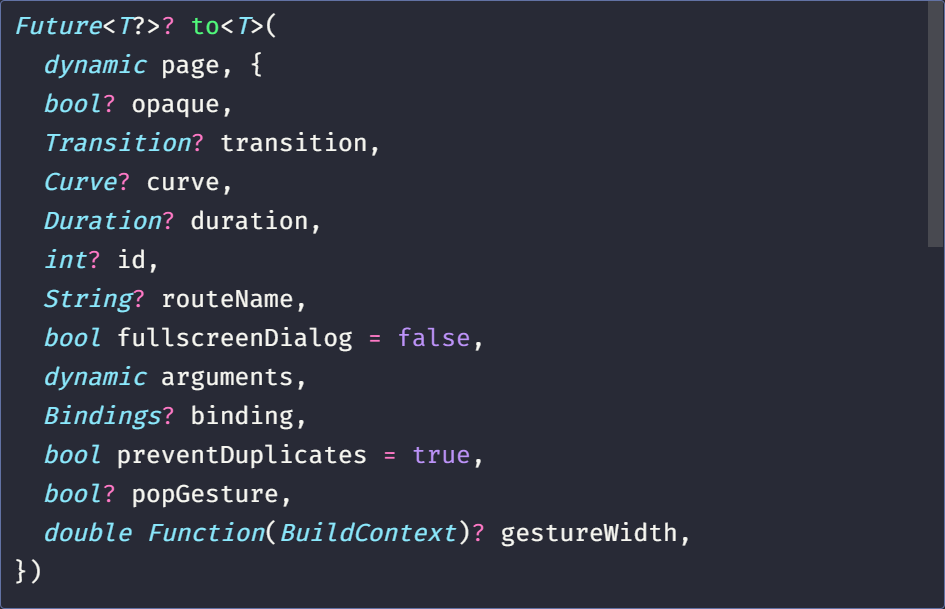 Future<T?>? to<T>(
dynamic page, {
bool? opaque,
Transition? transition,
Curve? curve,
Duration? duration,
int? id,
String? routeName,
bool fullscreenDialog = false,
dynamic arguments,
Bindings? binding,
bool preventDuplicates = true,
bool? popGesture,
double Function(BuildContext)? gestureWidth,
})